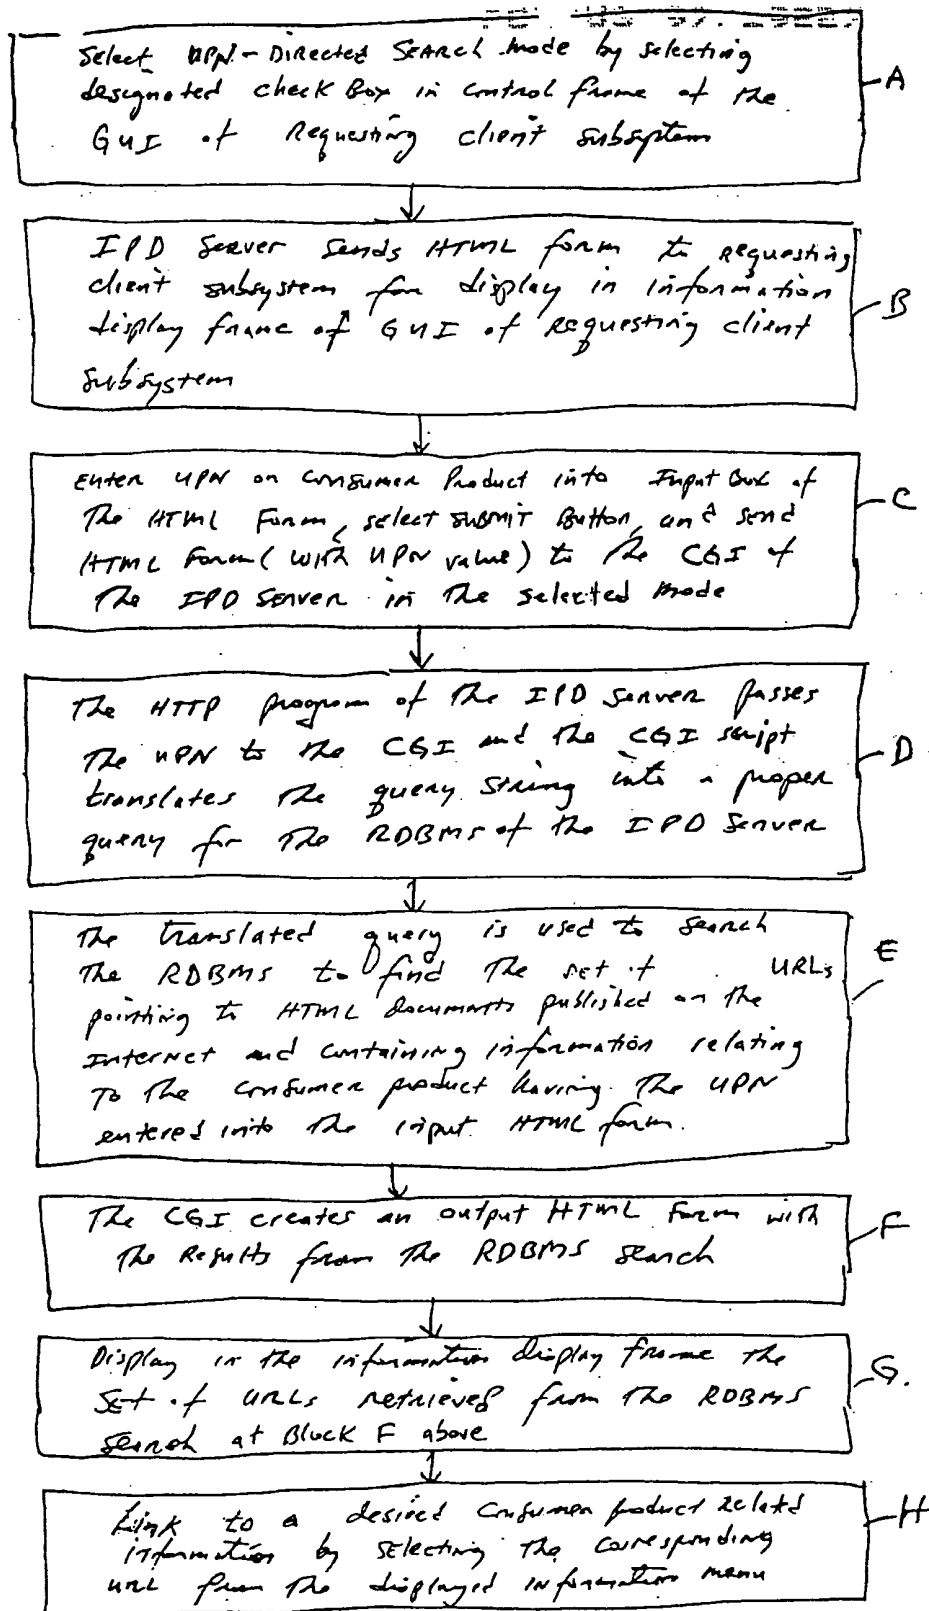 Select UPN-Directed Search mode by selecting
designated check Box in control frame of the
GUI of Requesting client subsystem
A
IPD Server sends HTML form to requesting
client subsystem for display in information
display frame of GUI of Requesting client
subsystem
B
Enter UPN on Consumer Product into Input Box of
The HTML Form, select SUBMIT Button, and send
HTML Form (with UPN value) to the CGI of
The IPD Server in the selected mode
C
The HTTP program of the IPD Server passes
The UPN to the CGI and the CGI script
translates the query string into a proper
query for the RDBMS of the IPD Server
D
The translated query is used to search
The RDBMS to find the set of URLs
pointing to HTML documents published on the
Internet and containing information relating
To the consumer product having the UPN
entered into the input HTML form.
E
The CGI creates an output HTML Form with
The Results from the RDBMS search
F
Display in the information display frame the
Set of URLs retrieved from the RDBMS
Search at Block F above
G.
Link to a desired consumer product related
information by selecting the corresponding
URL from the displayed information menu
H